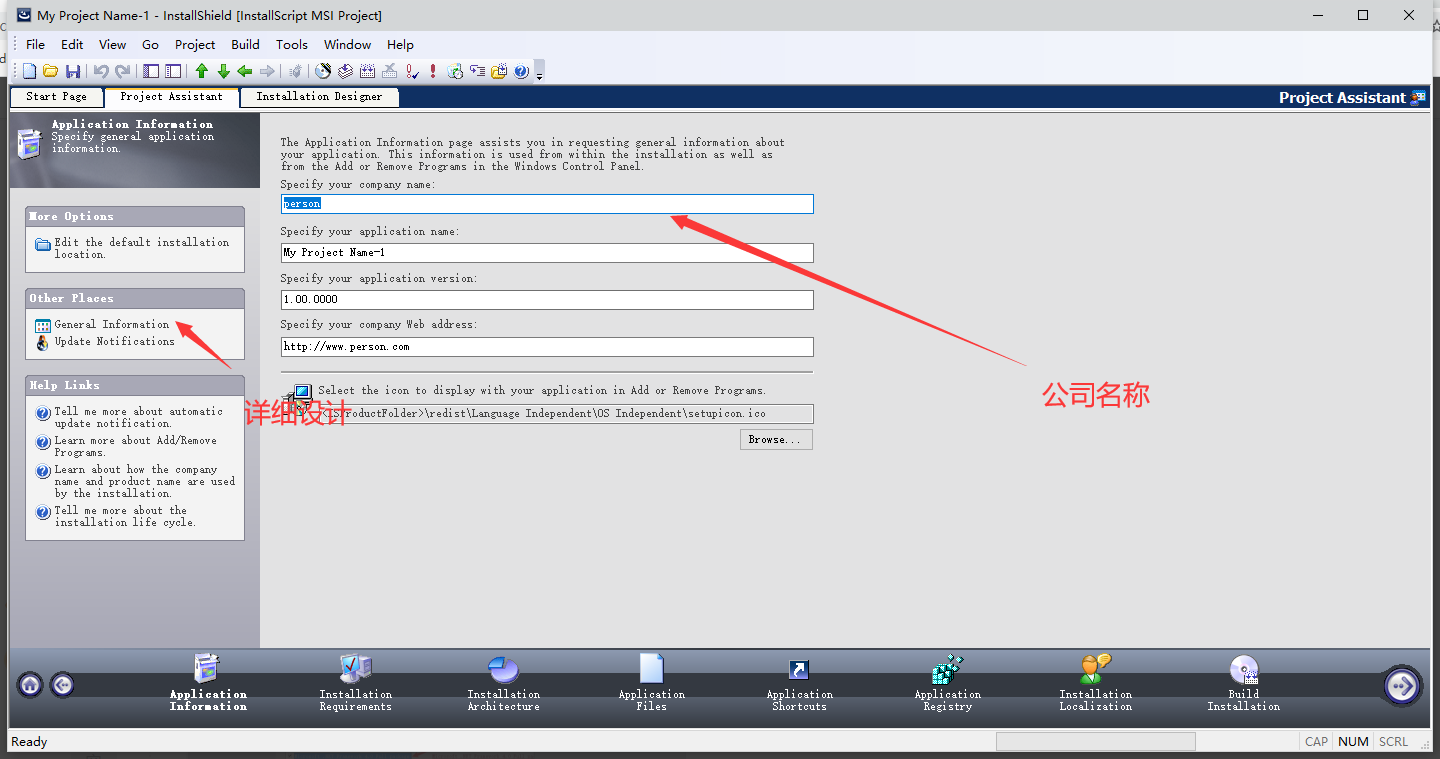 My Project Name-1 - InstallShield [InstallScript MSI Project]
File Edit View Go Project Build Tools Window Help
Start Page Project Assistant Installation Designer
Project Assistant
Application Information
Specify general application
information.
More Options
Edit the default installation
location.
Other Places
General Information
Update Notifications
详细设计
Help Links
Tell me more about automatic
update notification.
Learn more about Add/Remove
Programs.
Learn about how the company
name and product name are used
by the installation.
Tell me more about the
installation life cycle.
The Application Information page assists you in requesting general information about
your application. This information is used from within the installation as well as
from the Add or Remove Programs in the Windows Control Panel.
Specify your company name:
person
公司名称
Specify your application name:
My Project Name-1
Specify your application version:
1.00.0000
Specify your company Web address:
http://www.person.com
Select the icon to display with your application in Add or Remove Programs.
ProductFolder>\redist\Language Independent\OS Independent\setupicon.ico
Browse...
Application
Information
Installation
Requirements
Installation
Architecture
Application
Files
Application
Shortcuts
Application
Registry
Installation
Localization
Build
Installation
Ready
CAP NUM SCRL